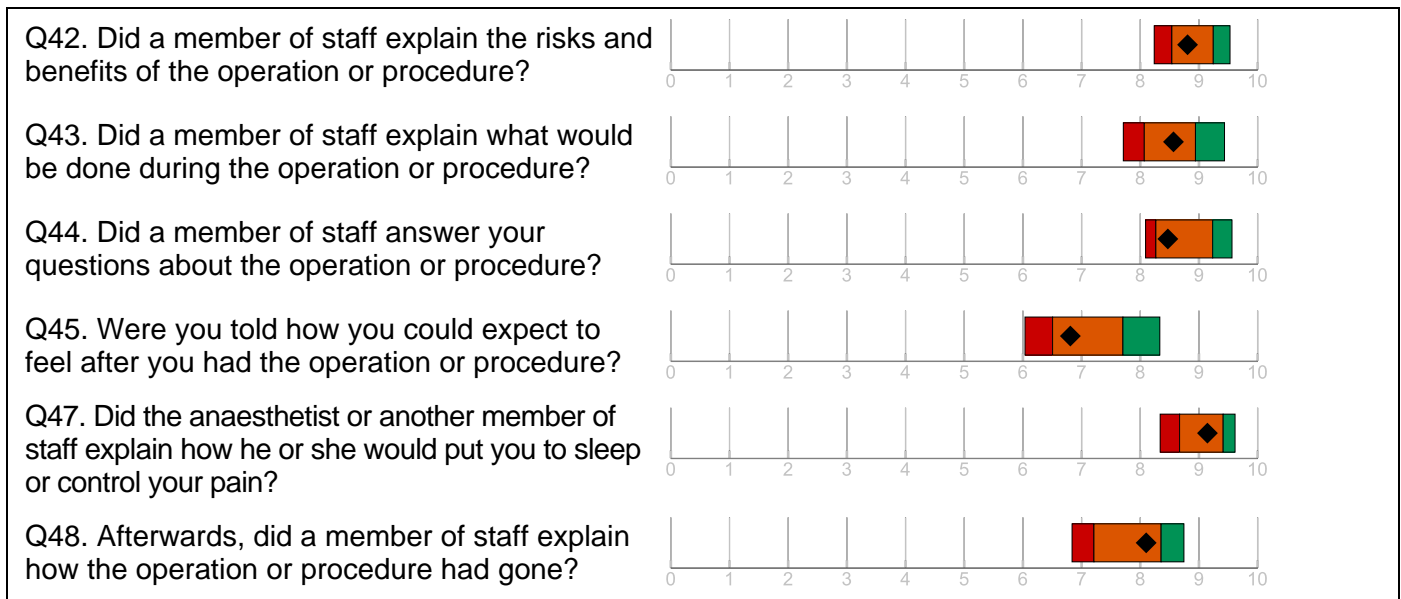 Q42. Did a member of staff explain the risks and
benefits of the operation or procedure?
0 1 2 3 4 5 6 7 8 9 10
Q43. Did a member of staff explain what would
be done during the operation or procedure?
0 1 2 3 4 5 6 7 8 9 10
Q44. Did a member of staff answer your
questions about the operation or procedure?
0 1 2 3 4 5 6 7 8 9 10
Q45. Were you told how you could expect to
feel after you had the operation or procedure?
0 1 2 3 4 5 6 7 8 9 10
Q47. Did the anaesthetist or another member of
staff explain how he or she would put you to sleep
or control your pain?
0 1 2 3 4 5 6 7 8 9 10
Q48. Afterwards, did a member of staff explain
how the operation or procedure had gone?
0 1 2 3 4 5 6 7 8 9 10